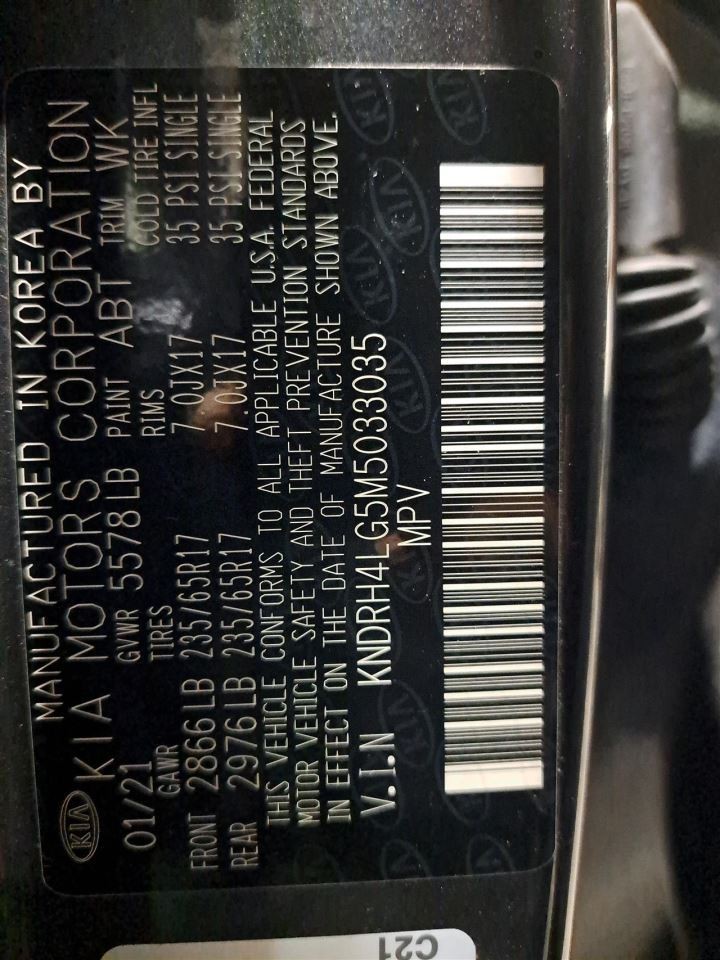 MANUFACTURED IN KOREA BY
KIA KIA MOTORS CORPORATION
01/21 GVWR 5578LB PAINT ABT TRIM WK
GAWR TIRES RIMS COLD TIRE INFL
FRONT 2866LB 235/65R17 7.0JX17 35 PSI SINGLE
REAR 2976LB 235/65R17 7.0JX17 35 PSI SINGLE
THIS VEHICLE CONFORMS TO ALL APPLICABLE U.S.A. FEDERAL
MOTOR VEHICLE SAFETY AND THEFT PREVENTION STANDARDS
IN EFFECT ON THE DATE OF MANUFACTURE SHOWN ABOVE.
V.I.N KNDRH4LG5M5033035
MPV
C21